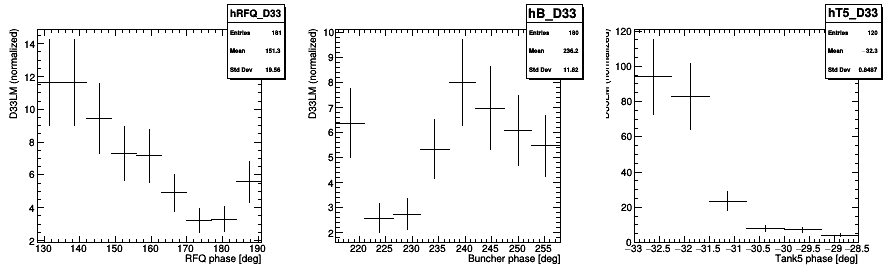 hRFQ_D33
Entries 181
Mean 151.3
Std Dev 19.56
D33LM (normalized)
14
12
10
8
6
4
2
130 140 150 160 170 180 190
RFQ phase [deg]
hB_D33
Entries 180
Mean 236.2
Std Dev 11.82
D33LM (normalized)
10
9
8
7
6
5
4
3
2
220 225 230 235 240 245 250 255
Buncher phase [deg]
hT5_D33
Entries 120
Mean −32.3
Std Dev 0.8487
(normalized)
120
100
80
60
40
20
0
−33 −32.5 −32 −31.5 −31 −30.5 −30 −29.5 −29 −28.5
Tank5 phase [deg]